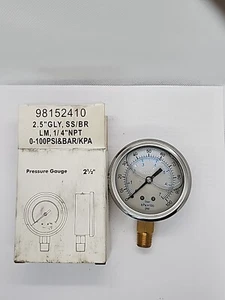 98152410
2.5"GLY, SS/BR
LM, 1/4"NPT
0-100PSI&BAR/KPA
Pressure Gauge 2½"